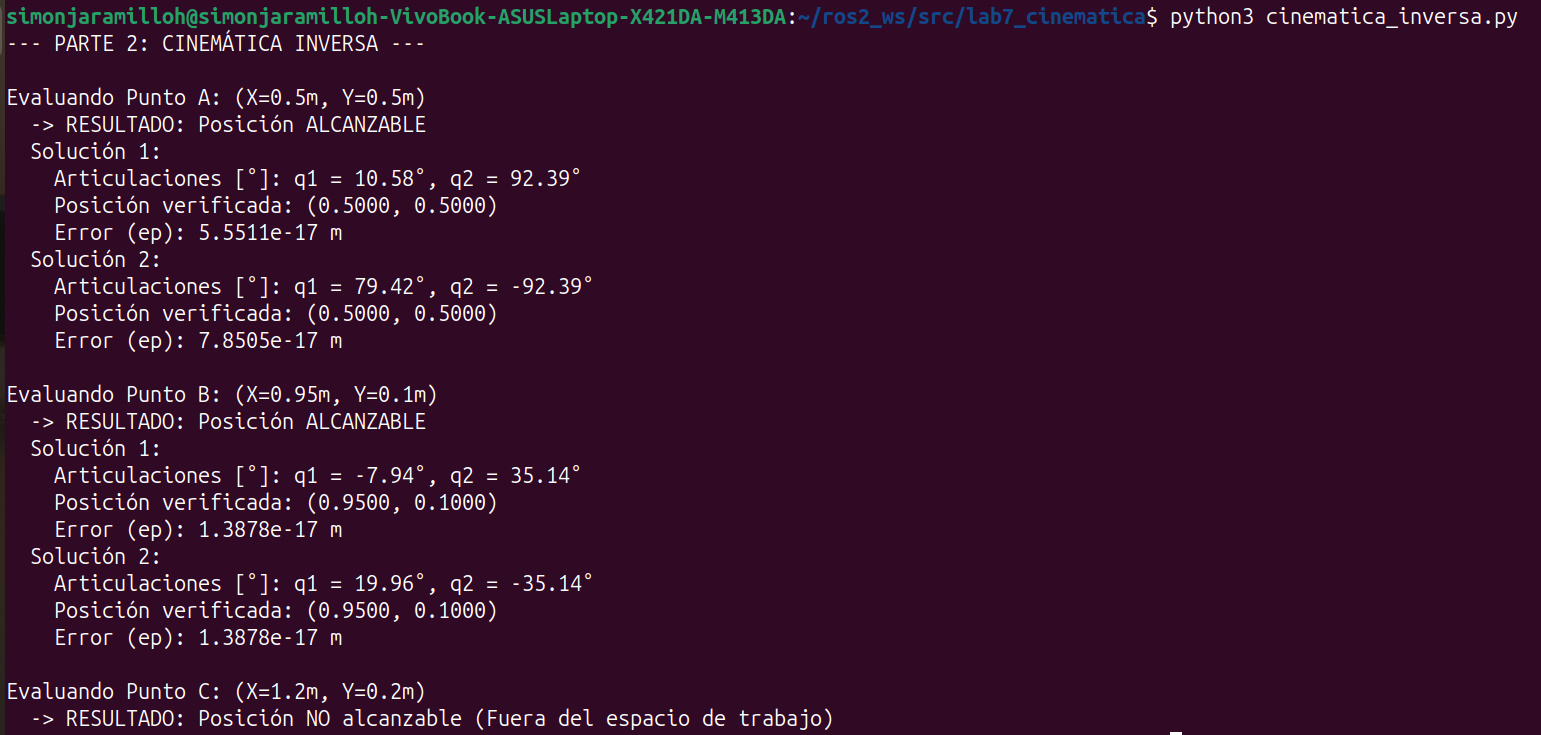 simonjaramilloh@simonjaramilloh-VivoBook-ASUSLaptop-X421DA-M413DA:~/ros2_ws/src/lab7_cinematica$ python3 cinematica_inversa.py
--- PARTE 2: CINEMÁTICA INVERSA ---
Evaluando Punto A: (X=0.5m, Y=0.5m)
-> RESULTADO: Posición ALCANZABLE
Solución 1:
Articulaciones [°]: q1 = 10.58°, q2 = 92.39°
Posición verificada: (0.5000, 0.5000)
Error (ep): 5.5511e-17 m
Solución 2:
Articulaciones [°]: q1 = 79.42°, q2 = -92.39°
Posición verificada: (0.5000, 0.5000)
Error (ep): 7.8505e-17 m
Evaluando Punto B: (X=0.95m, Y=0.1m)
-> RESULTADO: Posición ALCANZABLE
Solución 1:
Articulaciones [°]: q1 = -7.94°, q2 = 35.14°
Posición verificada: (0.9500, 0.1000)
Error (ep): 1.3878e-17 m
Solución 2:
Articulaciones [°]: q1 = 19.96°, q2 = -35.14°
Posición verificada: (0.9500, 0.1000)
Error (ep): 1.3878e-17 m
Evaluando Punto C: (X=1.2m, Y=0.2m)
-> RESULTADO: Posición NO alcanzable (Fuera del espacio de trabajo)